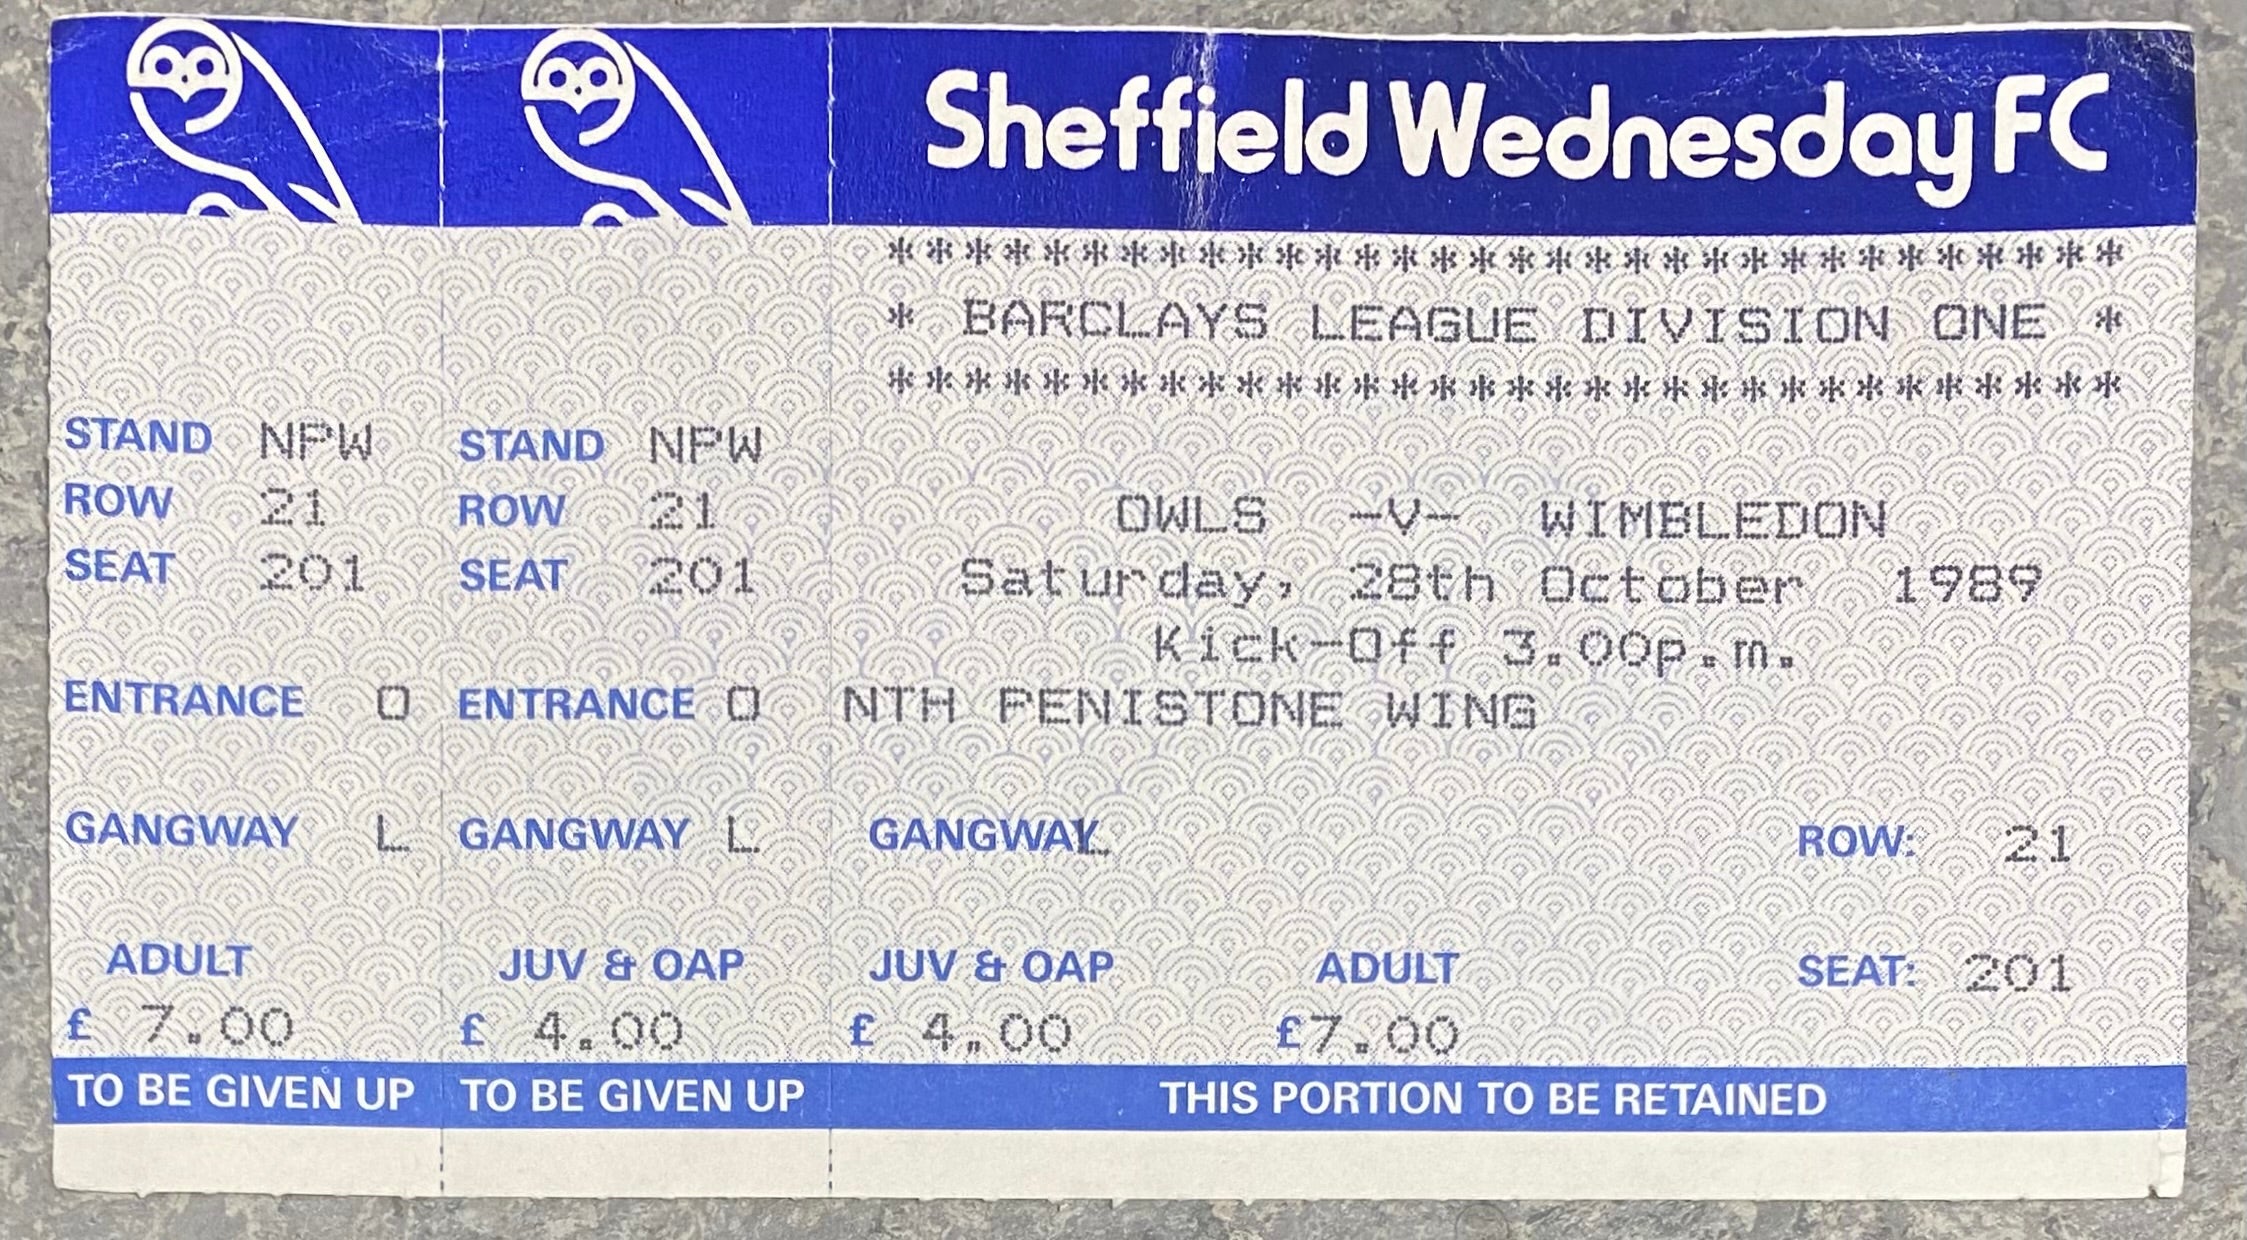 Sheffield Wednesday FC
* * * * * * * * * * * * * * * * * * * * * * * * * * * * * * * *
* BARCLAYS LEAGUE DIVISION ONE *
* * * * * * * * * * * * * * * * * * * * * * * * * * * * * * * *
STAND NPW
ROW 21
SEAT 201
ENTRANCE O
GANGWAY L
ADULT
£ 7.00
TO BE GIVEN UP
STAND NPW
ROW 21
SEAT 201
ENTRANCE O
GANGWAY L
JUV & OAP
£ 4.00
TO BE GIVEN UP
OWLS -V- WIMBLEDON
Saturday, 28th October 1989
Kick-Off 3.00p.m.
NTH PENISTONE WING
GANGWAY L ROW: 21
JUV & OAP ADULT SEAT: 201
£ 4.00 £7.00
THIS PORTION TO BE RETAINED